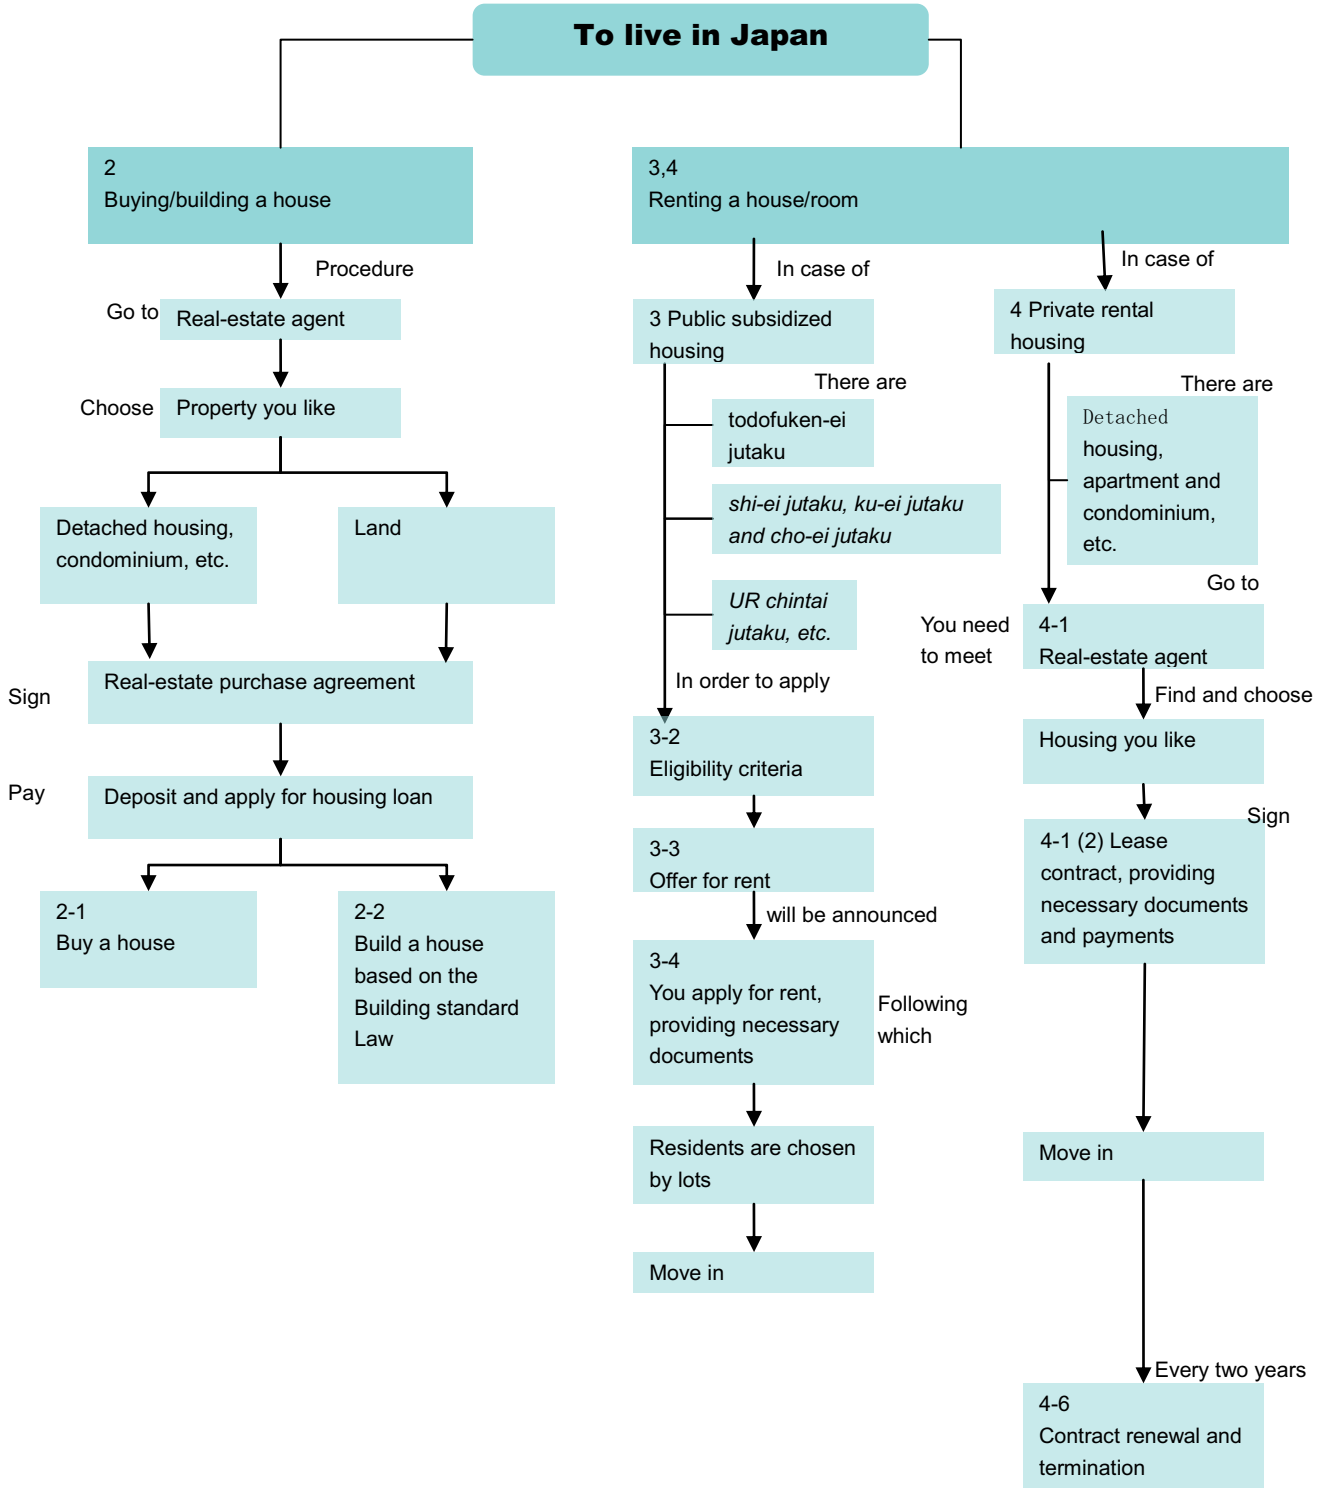 To live in Japan
2
Buying/building a house
Procedure
Go to
Real-estate agent
Choose
Property you like
Detached housing,
condominium, etc.
Land
Sign
Real-estate purchase agreement
Pay
Deposit and apply for housing loan
2-1
Buy a house
2-2
Build a house
based on the
Building standard
Law
3,4
Renting a house/room
In case of
3 Public subsidized
housing
There are
todofuken-ei
jutaku
shi-ei jutaku, ku-ei jutaku
and cho-ei jutaku
UR chintai
jutaku, etc.
In order to apply
You need
to meet
3-2
Eligibility criteria
3-3
Offer for rent
will be announced
3-4
You apply for rent,
providing necessary
documents
Following
which
Residents are chosen
by lots
Move in
In case of
4 Private rental
housing
There are
Detached
housing,
apartment and
condominium,
etc.
Go to
4-1
Real-estate agent
Find and choose
Housing you like
Sign
4-1 (2) Lease
contract, providing
necessary documents
and payments
Move in
Every two years
4-6
Contract renewal and
termination